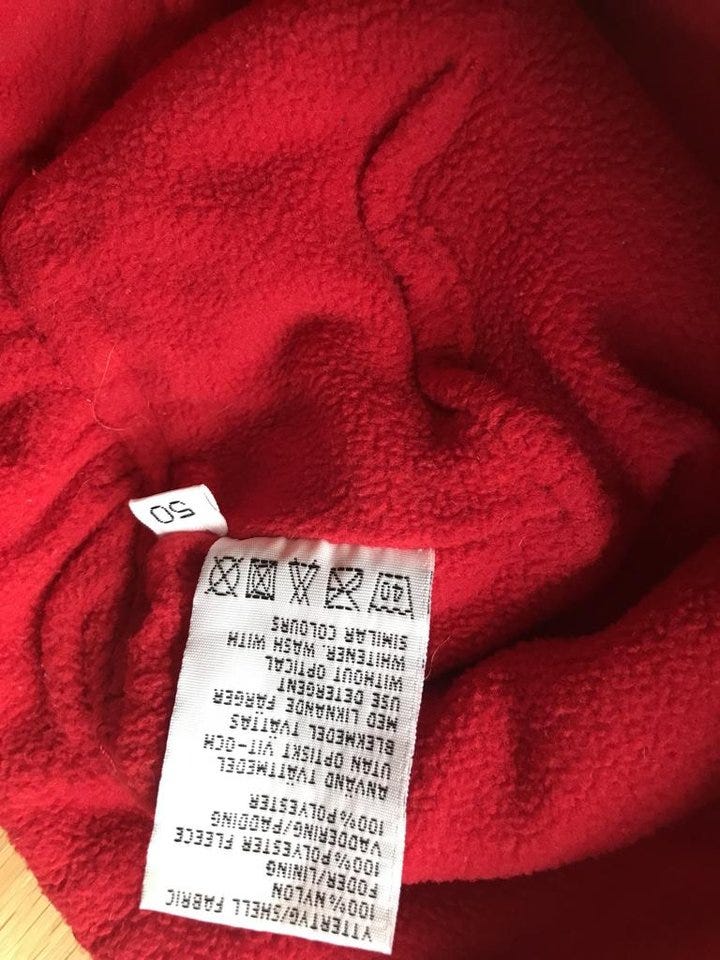 YTTERTYG/SHELL FABRIC
100% NYLON
FODER/LINING
100% POLYESTER FLEECE
VADDERING/PADDING
100% POLYESTER
ANVÄND TVÄTTMEDEL
UTAN OPTISKT VIT-OCH
BLEKMEDEL TVÄTTAS
MED LIKNANDE FÄRGER
USE DETERGENT
WITHOUT OPTICAL
WHITENER. WASH WITH
SIMILAR COLOURS
40
50